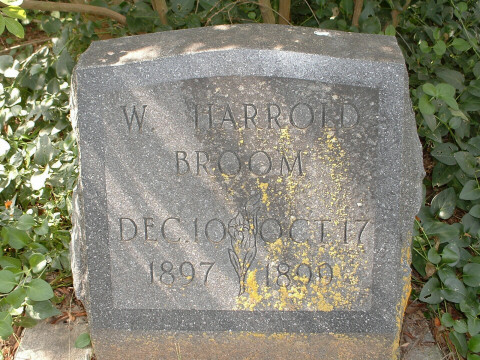 W. HARROLD
BROOM
DEC. 10 OCT. 17
1897 1899